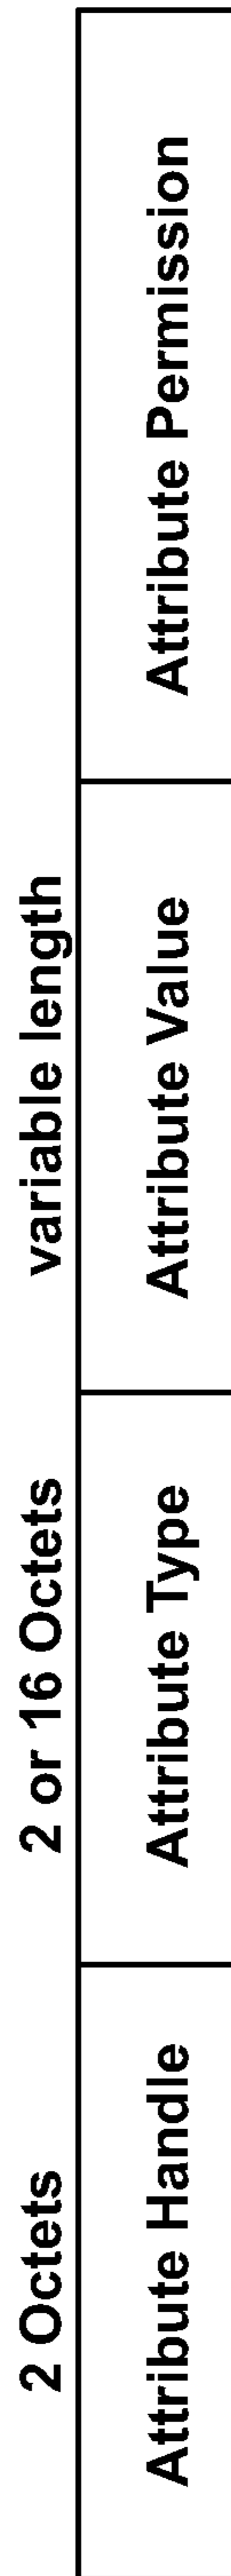 2 Octets
2 or 16 Octets
variable length
Attribute Handle
Attribute Type
Attribute Value
Attribute Permission